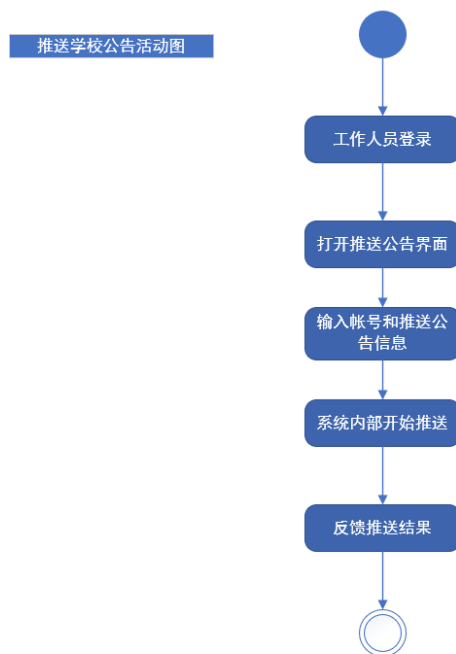 推送学校公告活动图
工作人员登录
打开推送公告界面
输入帐号和推送公
告信息
系统内部开始推送
反馈推送结果